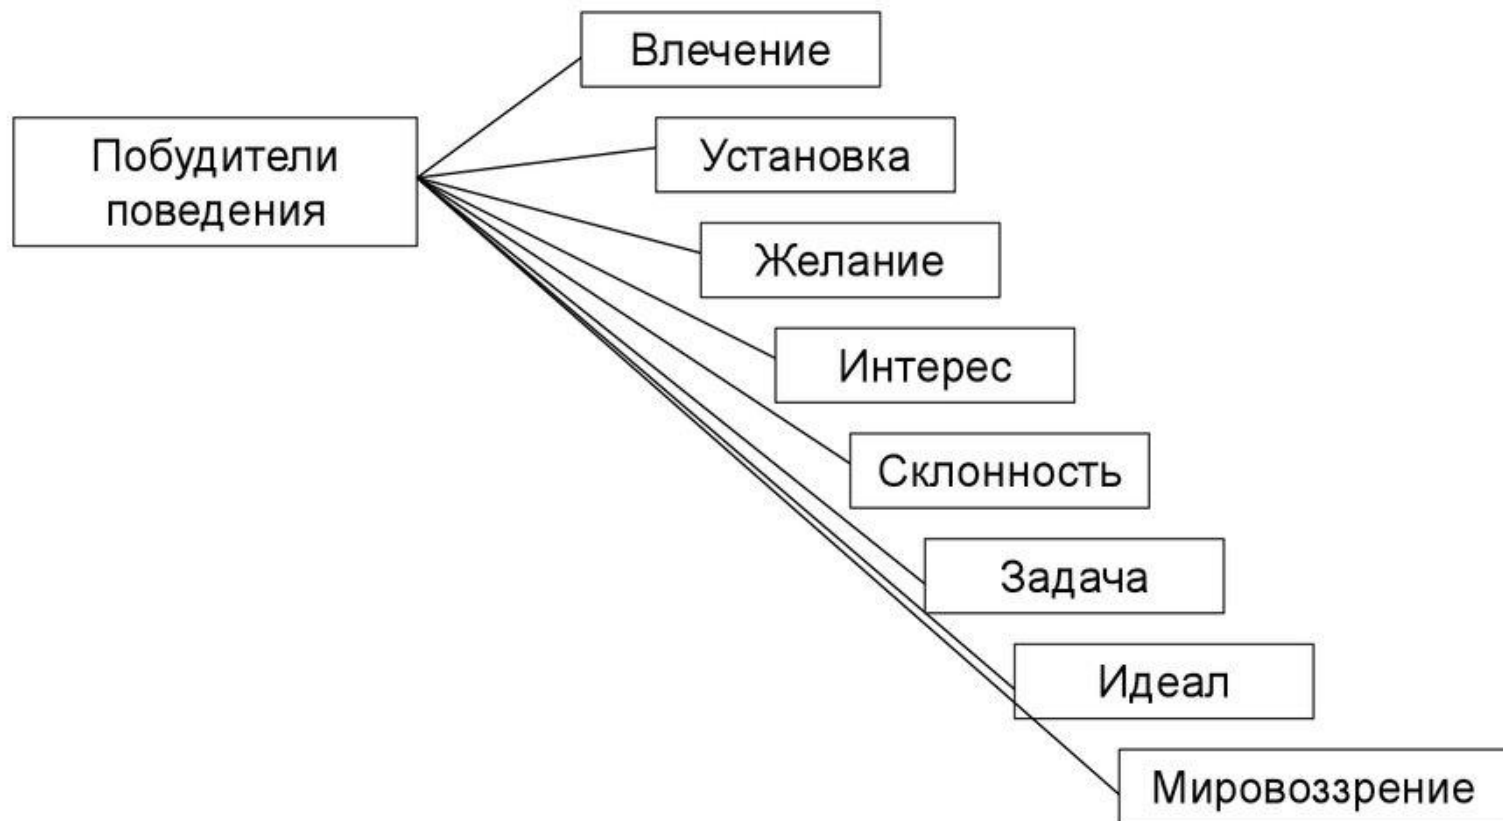 Влечение
Побудители
поведения
Установка
Желание
Интерес
Склонность
Задача
Идеал
Мировоззрение